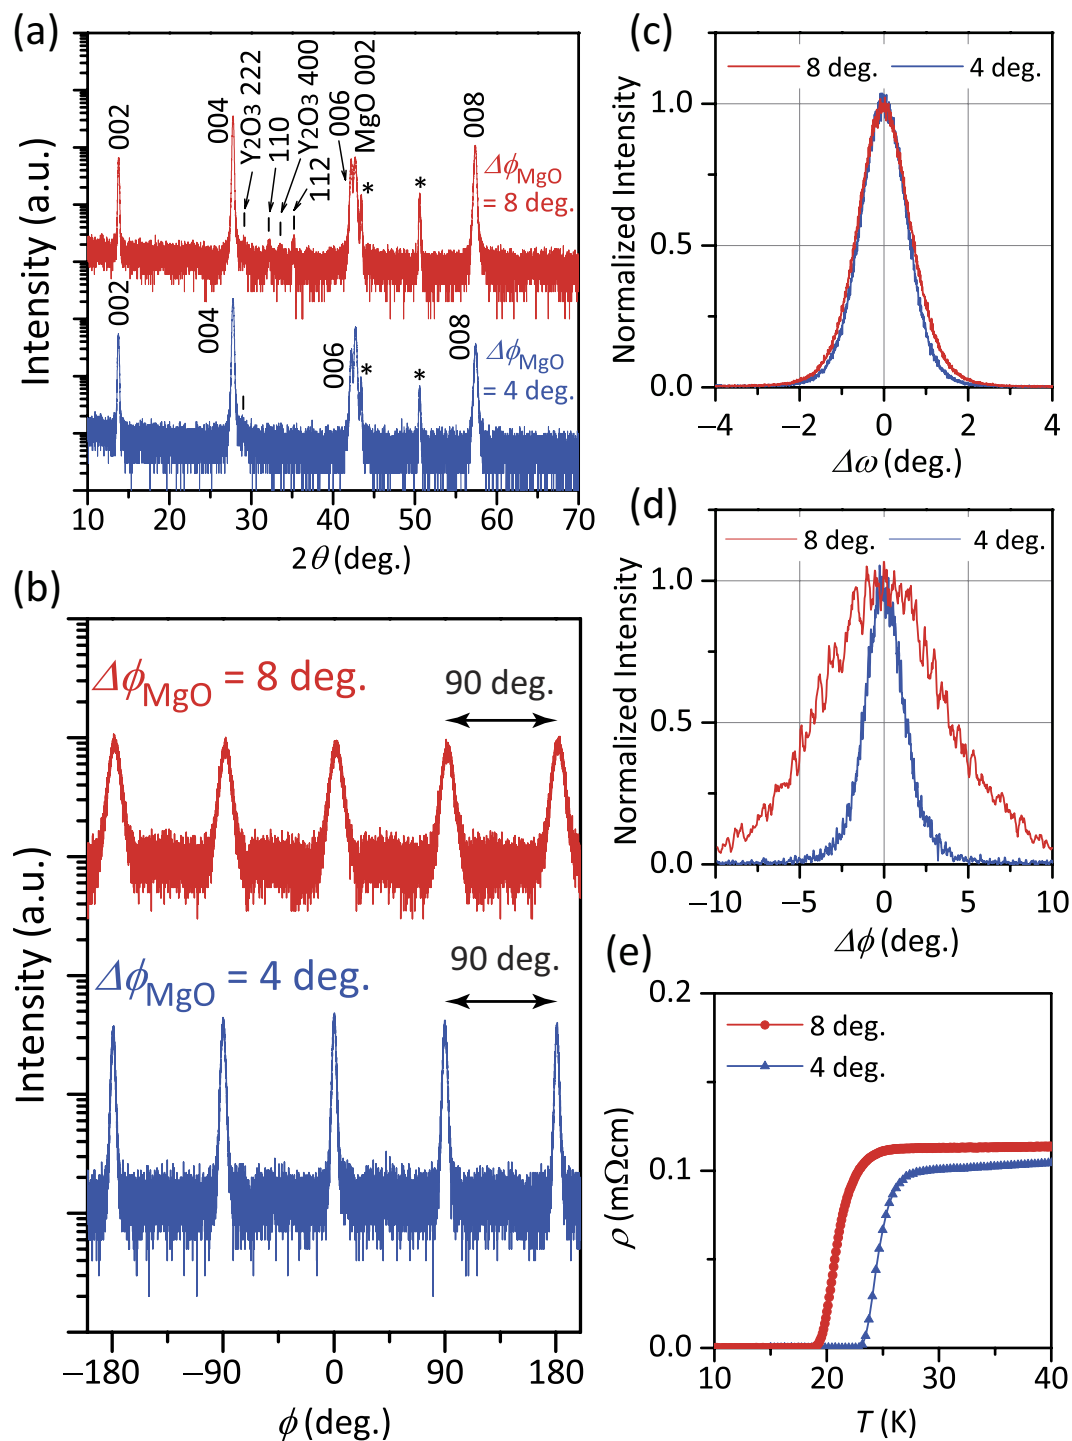 (a)
Intensity (a.u.)
002
004
Y2O3 222
110
Y2O3 400
112
006
MgO 002
*
*
008
ΔϕMgO
= 8 deg.
002
004
006
*
*
008
ΔϕMgO
= 4 deg.
10 20 30 40 50 60 70
2θ (deg.)
(b)
Intensity (a.u.)
ΔϕMgO = 8 deg.
90 deg.
ΔϕMgO = 4 deg.
90 deg.
−180 −90 0 90 180
ϕ (deg.)
(c)
Normalized Intensity
8 deg. 4 deg.
1.0
0.5
0.0
−4 −2 0 2 4
Δω (deg.)
(d)
Normalized Intensity
8 deg. 4 deg.
1.0
0.5
0.0
−10 −5 0 5 10
Δϕ (deg.)
(e)
ρ (mΩcm)
0.2
8 deg.
4 deg.
0.1
0.0
10 20 30 40
T (K)